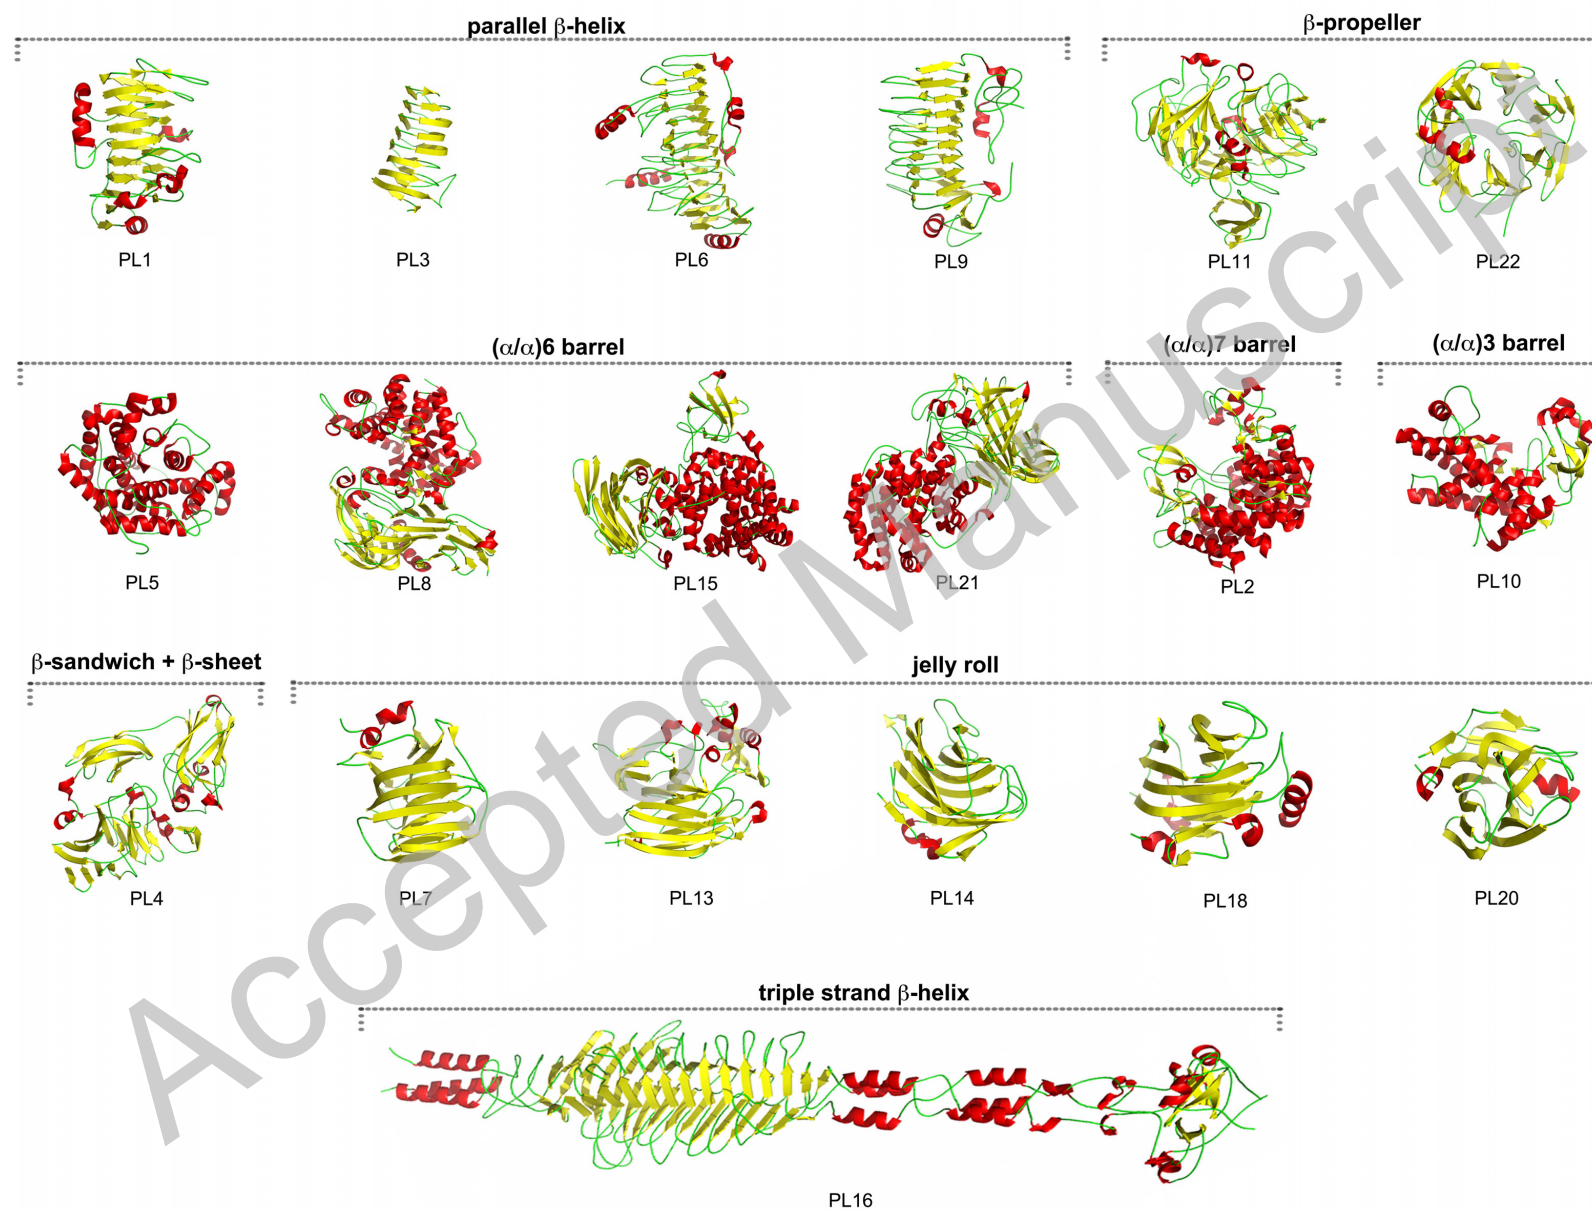 parallel β-helix
β-propeller
PL1
PL3
PL6
PL9
PL11
PL22
(α/α)6 barrel
(α/α)7 barrel
(α/α)3 barrel
PL5
PL8
PL15
PL21
PL2
PL10
β-sandwich + β-sheet
jelly roll
PL4
PL7
PL13
PL14
PL18
PL20
triple strand β-helix
PL16
Accepted Manuscript